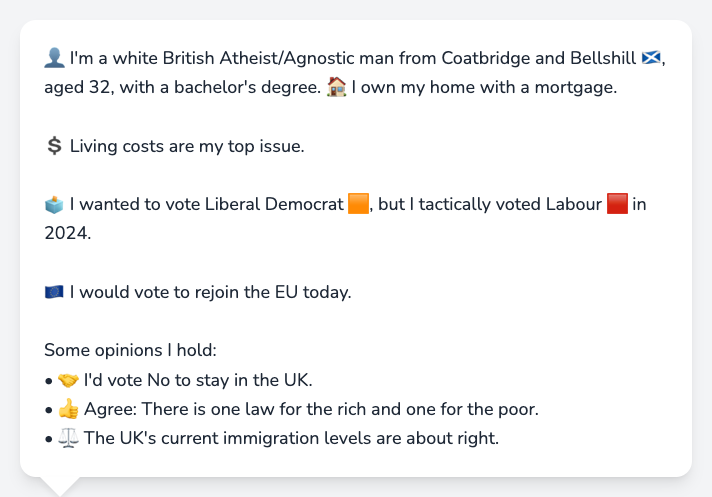 👤 I'm a white British Atheist/Agnostic man from Coatbridge and Bellshill 🏴󠁧󠁢󠁳󠁣󠁴󠁿,
aged 32, with a bachelor's degree. 🏠 I own my home with a mortgage.
💲 Living costs are my top issue.
🗳️ I wanted to vote Liberal Democrat 🟧, but I tactically voted Labour 🟥 in
2024.
🇪🇺 I would vote to rejoin the EU today.
Some opinions I hold:
• 🤝 I'd vote No to stay in the UK.
• 👍 Agree: There is one law for the rich and one for the poor.
• ⚖️ The UK's current immigration levels are about right.